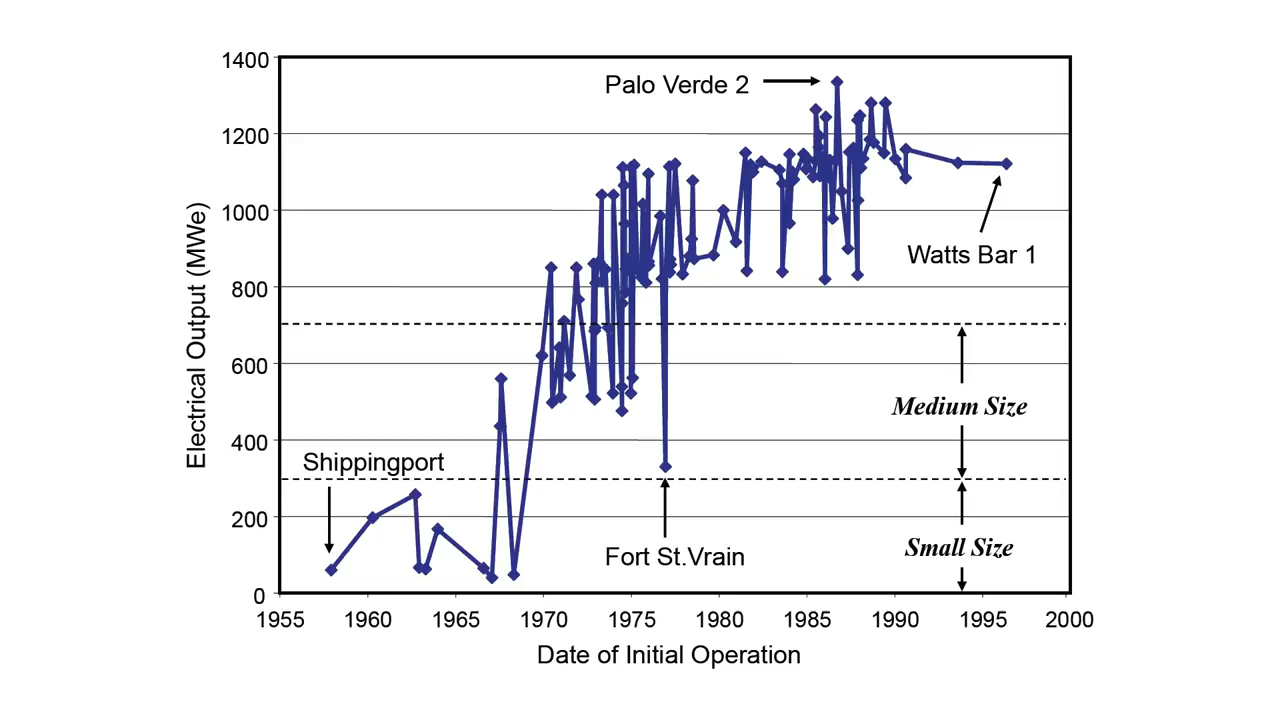 1400
Palo Verde 2
1200
1000
Watts Bar 1
800
600
Medium Size
400
Shippingport
200
Small Size
Fort St.Vrain
0
1955 1960 1965 1970 1975 1980 1985 1990 1995 2000
Date of Initial Operation
Electrical Output (MWe)